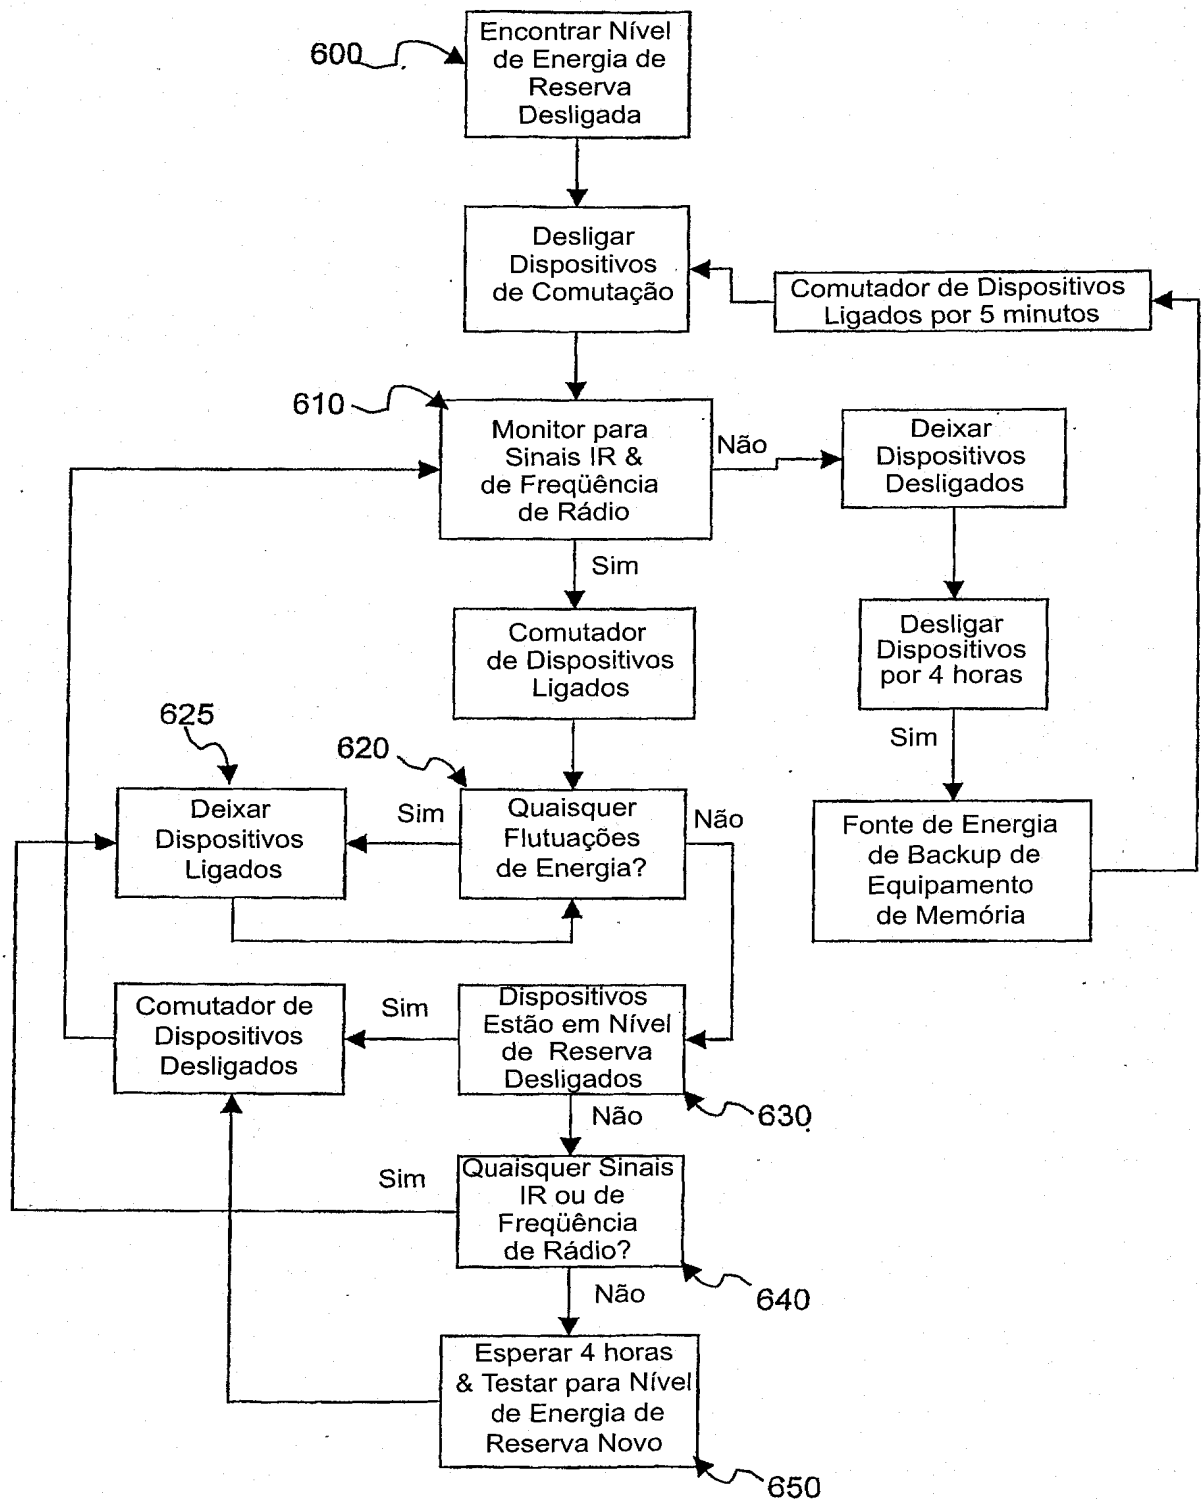 600
Encontrar Nível
de Energia de
Reserva
Desligada
Desligar
Dispositivos
de Comutação
Comutador de Dispositivos
Ligados por 5 minutos
610
Monitor para
Sinais IR &
de Freqüência
de Rádio
Não
Deixar
Dispositivos
Desligados
Sim
Comutador
de Dispositivos
Ligados
Desligar
Dispositivos
por 4 horas
Sim
625
620
Deixar
Dispositivos
Ligados
Sim
Quaisquer
Flutuações
de Energia?
Não
Fonte de Energia
de Backup de
Equipamento
de Memória
Comutador de
Dispositivos
Desligados
Sim
Dispositivos
Estão em Nível
de Reserva
Desligados
630
Não
Sim
Quaisquer Sinais
IR ou de
Freqüência
de Rádio?
640
Não
Esperar 4 horas
& Testar para Nível
de Energia de
Reserva Novo
650